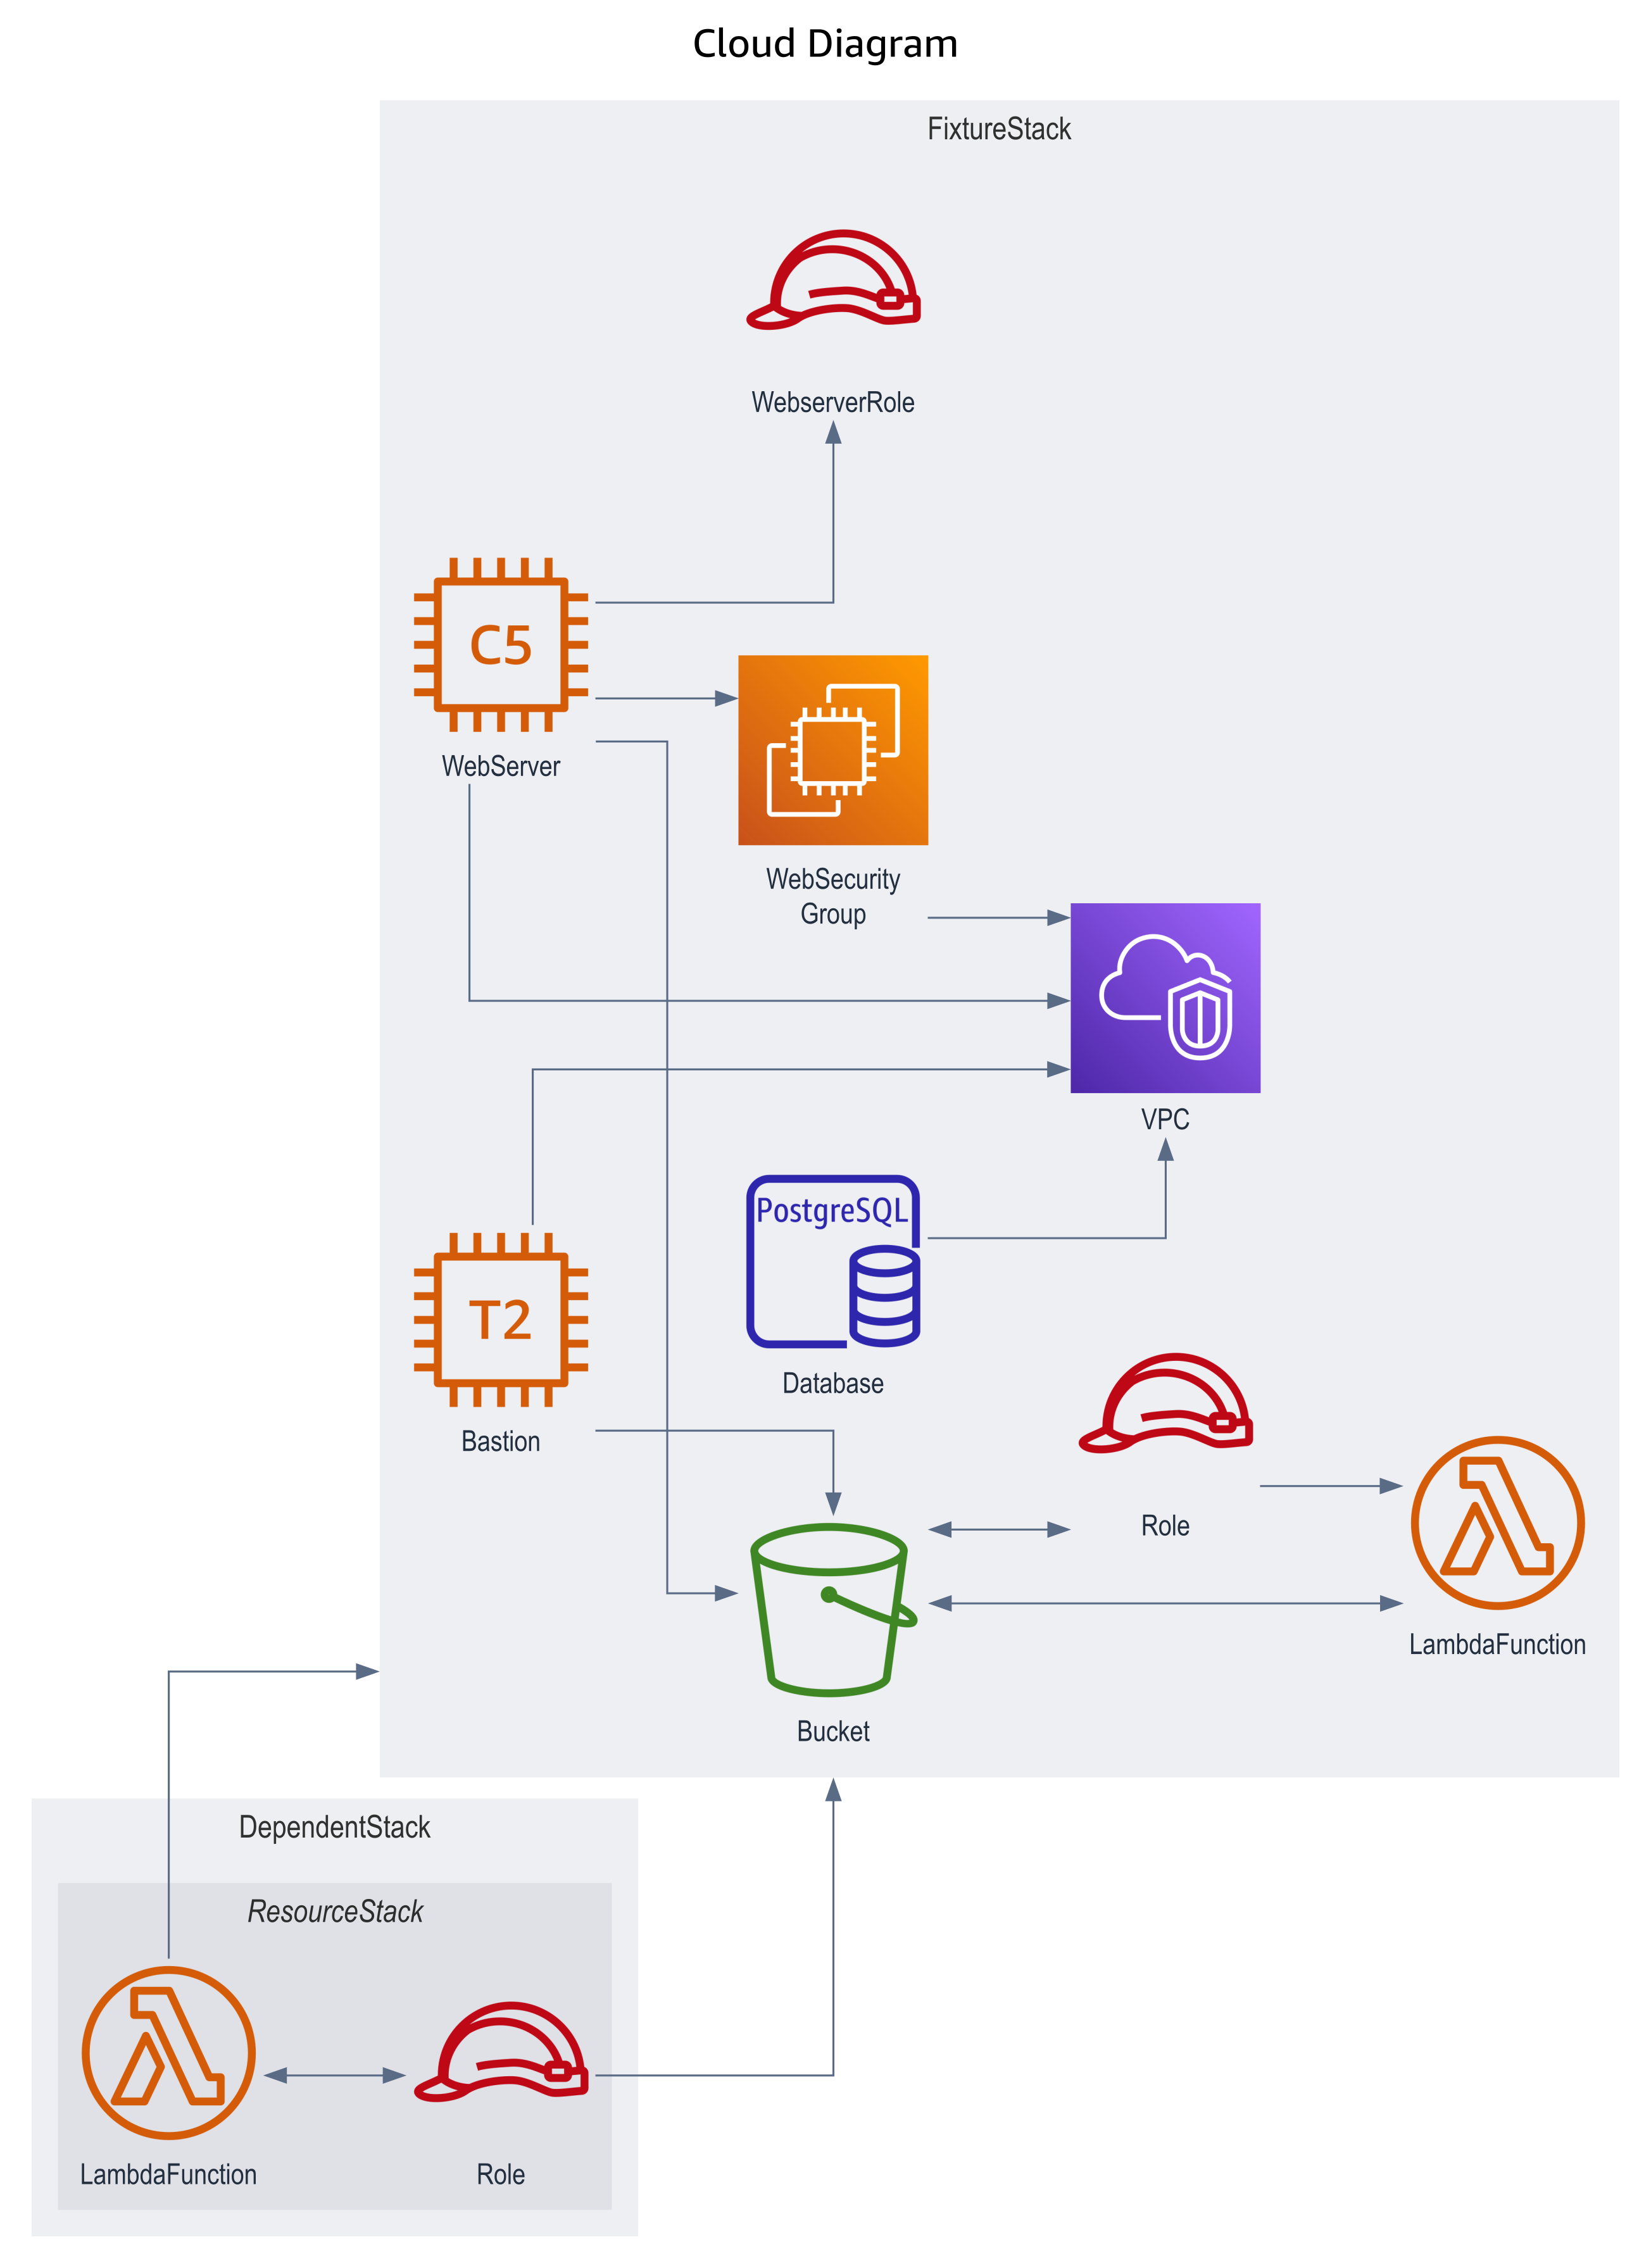 Cloud Diagram
FixtureStack
WebserverRole
C5
WebServer
WebSecurity
Group
VPC
PostgreSQL
Database
T2
Bastion
Role
LambdaFunction
Bucket
DependentStack
ResourceStack
LambdaFunction
Role